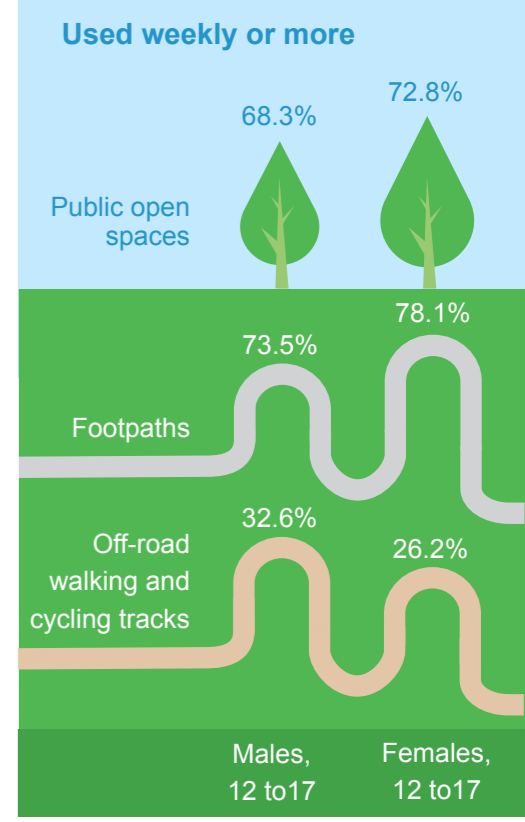 Used weekly or more
68.3%
72.8%
Public open
spaces
73.5%
78.1%
Footpaths
32.6%
26.2%
Off-road
walking and
cycling tracks
Males,
12 to17
Females,
12 to17